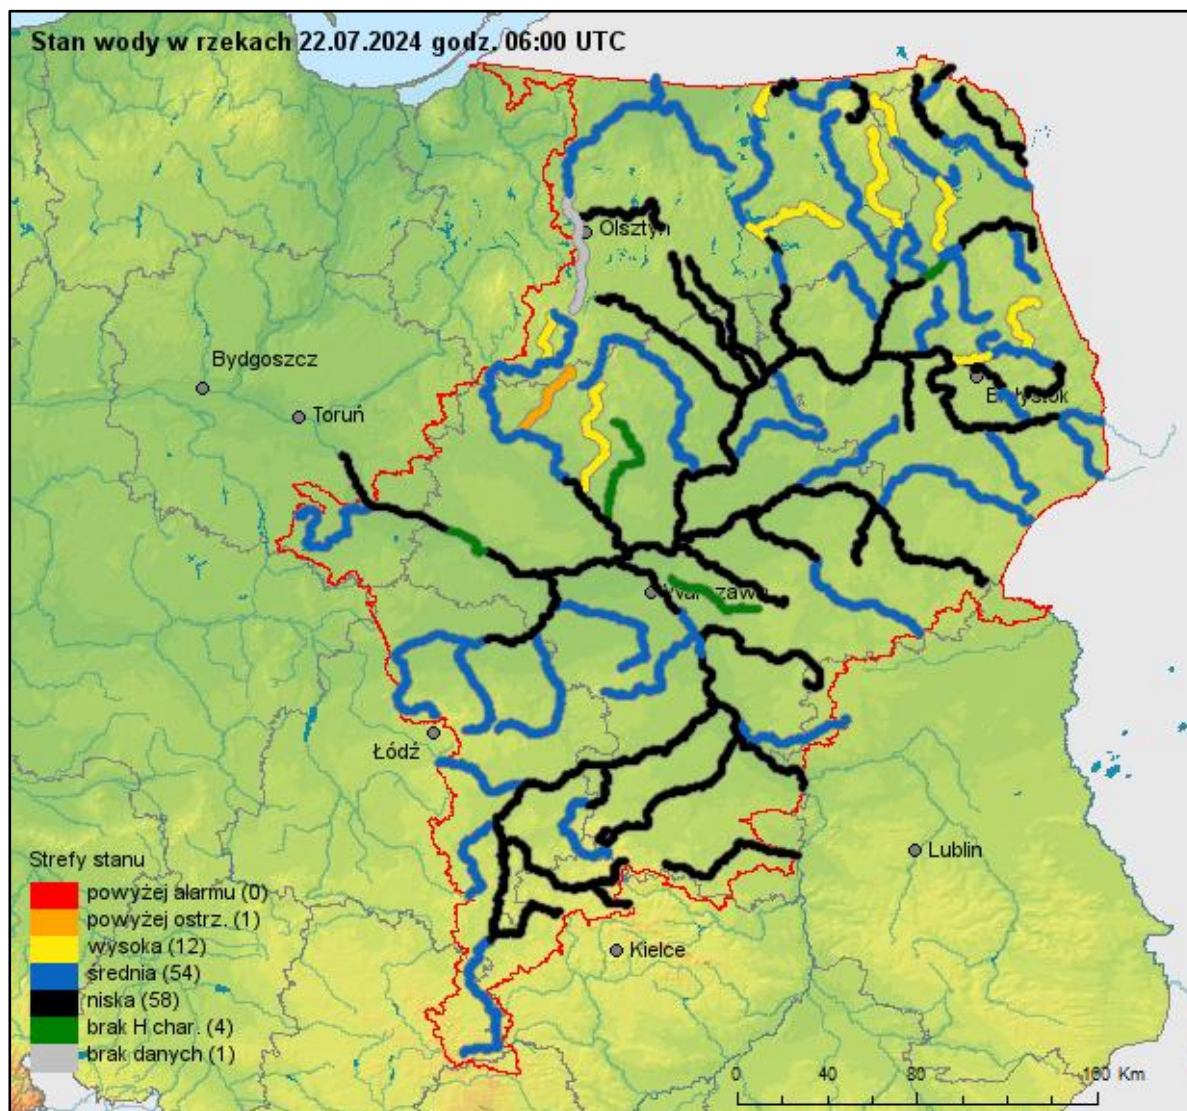 Stan wody w rzekach 22.07.2024 godz. 06:00 UTC
Olsztyn
Bydgoszcz
Toruń
Białystok
Warszawa
Łódź
Lublin
Kielce
Strefy stanu
powyżej alarmu (0)
powyżej ostrz. (1)
wysoka (12)
średnia (54)
niska (58)
brak H char. (4)
brak danych (1)
0 40 80 160 Km